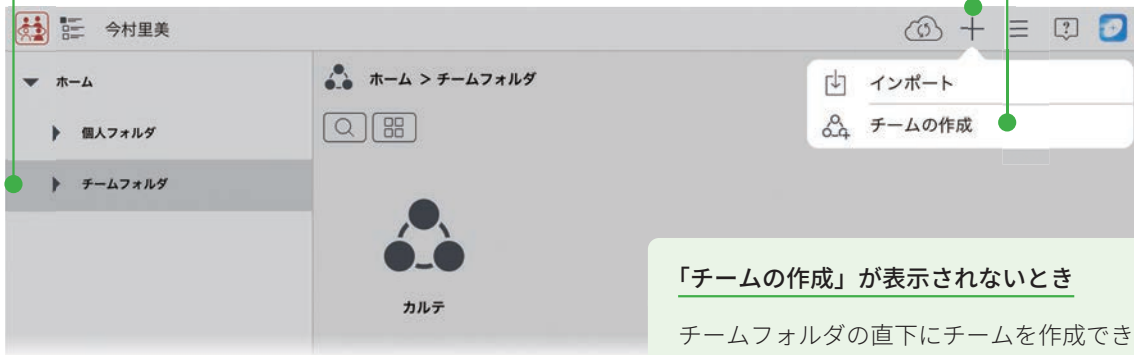 今村里美
ホーム
ホーム > チームフォルダ
インポート
個人フォルダ
チームの作成
チームフォルダ
カルテ
「チームの作成」が表示されないとき
チームフォルダの直下にチームを作成でき